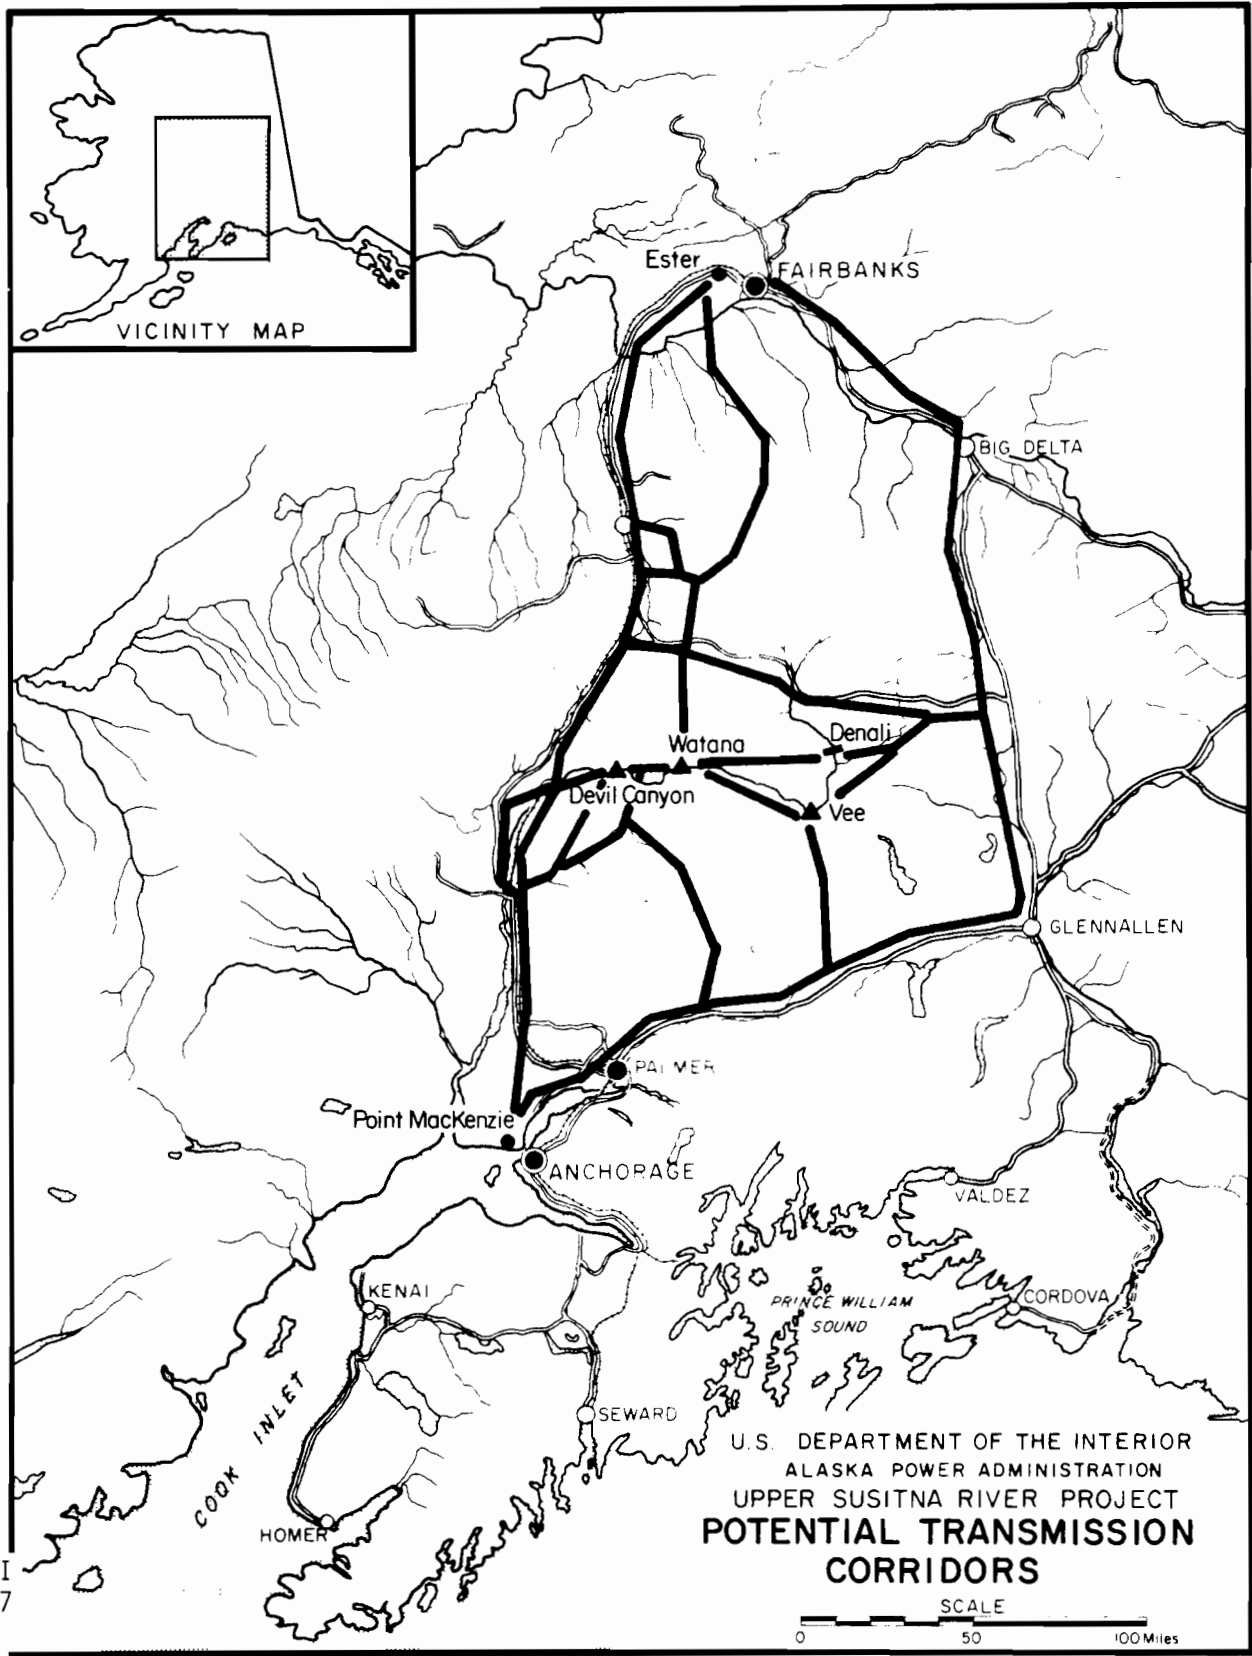 VICINITY MAP
Ester
FAIRBANKS
BIG DELTA
Watana
Denali
Devil Canyon
Vee
GLENNALLEN
PALMER
Point MacKenzie
ANCHORAGE
VALDEZ
KENAI
PRINCE WILLIAM
SOUND
CORDOVA
COOK INLET
SEWARD
HOMER
U.S. DEPARTMENT OF THE INTERIOR
ALASKA POWER ADMINISTRATION
UPPER SUSITNA RIVER PROJECT
POTENTIAL TRANSMISSION
CORRIDORS
SCALE
0 50 100 Miles
I
7